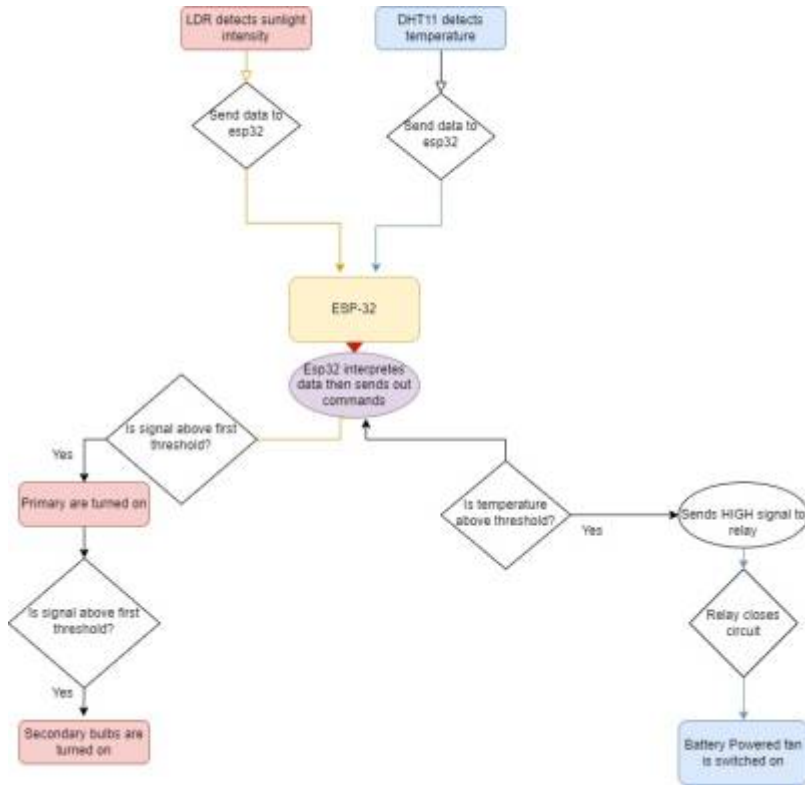 LDR detects sunlight
intensity
DHT11 detects
temperature
Send data to
esp32
Send data to
esp32
ESP-32
Esp32 interpretes
data then sends out
commands
Is signal above first
threshold?
Yes
Primary are turned on
Is temperature
above threshold?
Yes
Sends HIGH signal to
relay
Is signal above first
threshold?
Relay closes
circuit
Yes
Secondary bulbs are
turned on
Battery Powered fan
is switched on